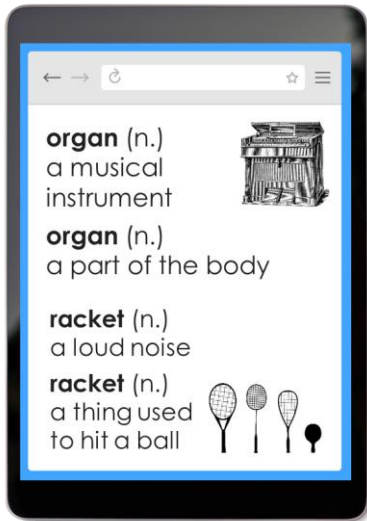 organ (n.)
a musical
instrument
organ (n.)
a part of the body
racket (n.)
a loud noise
racket (n.)
a thing used
to hit a ball